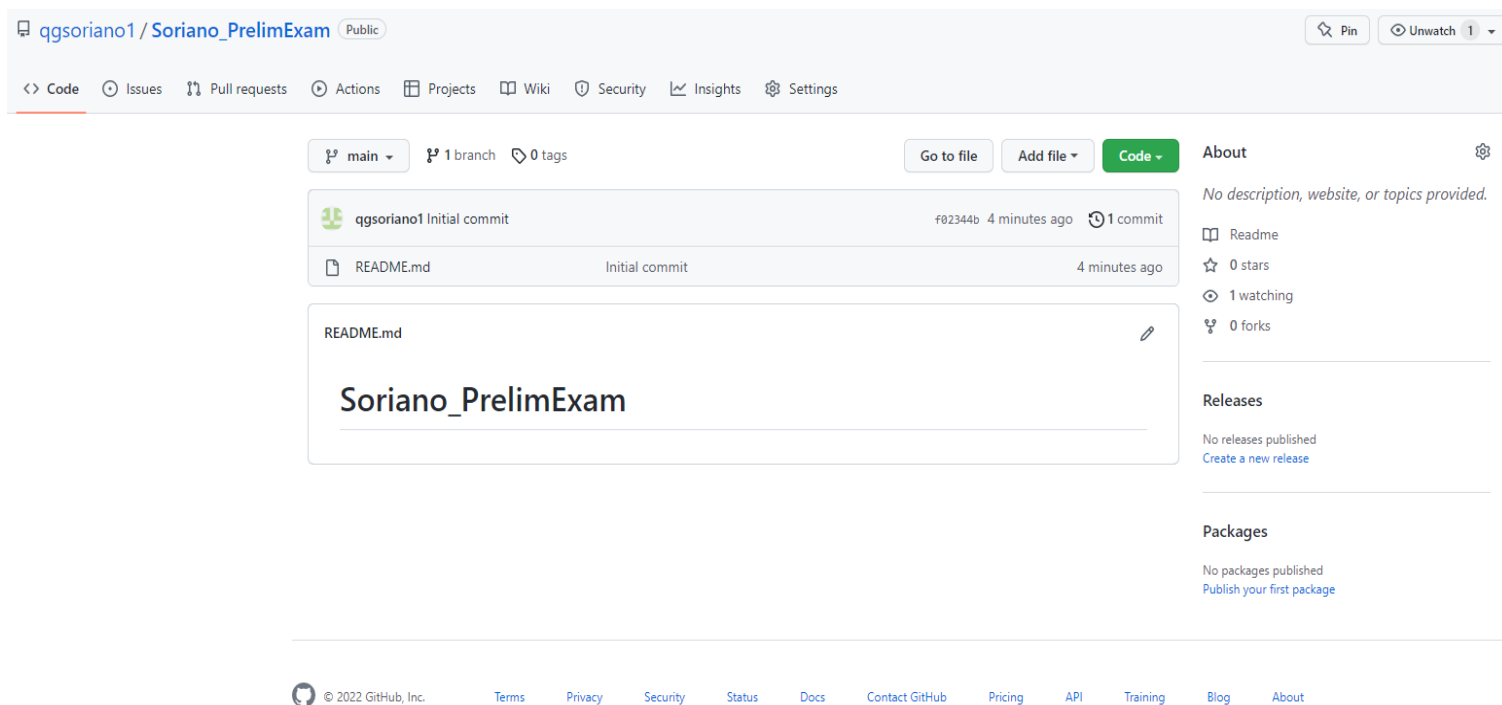 qgsoriano1 / Soriano_PrelimExam Public
Pin
Unwatch 1
Code Issues Pull requests Actions Projects Wiki Security Insights Settings
main 1 branch 0 tags
Go to file Add file Code
qgsoriano1 Initial commit f02344b 4 minutes ago 1 commit
README.md Initial commit 4 minutes ago
README.md
Soriano_PrelimExam
About
No description, website, or topics provided.
Readme
0 stars
1 watching
0 forks
Releases
No releases published
Create a new release
Packages
No packages published
Publish your first package
© 2022 GitHub, Inc. Terms Privacy Security Status Docs Contact GitHub Pricing API Training Blog About